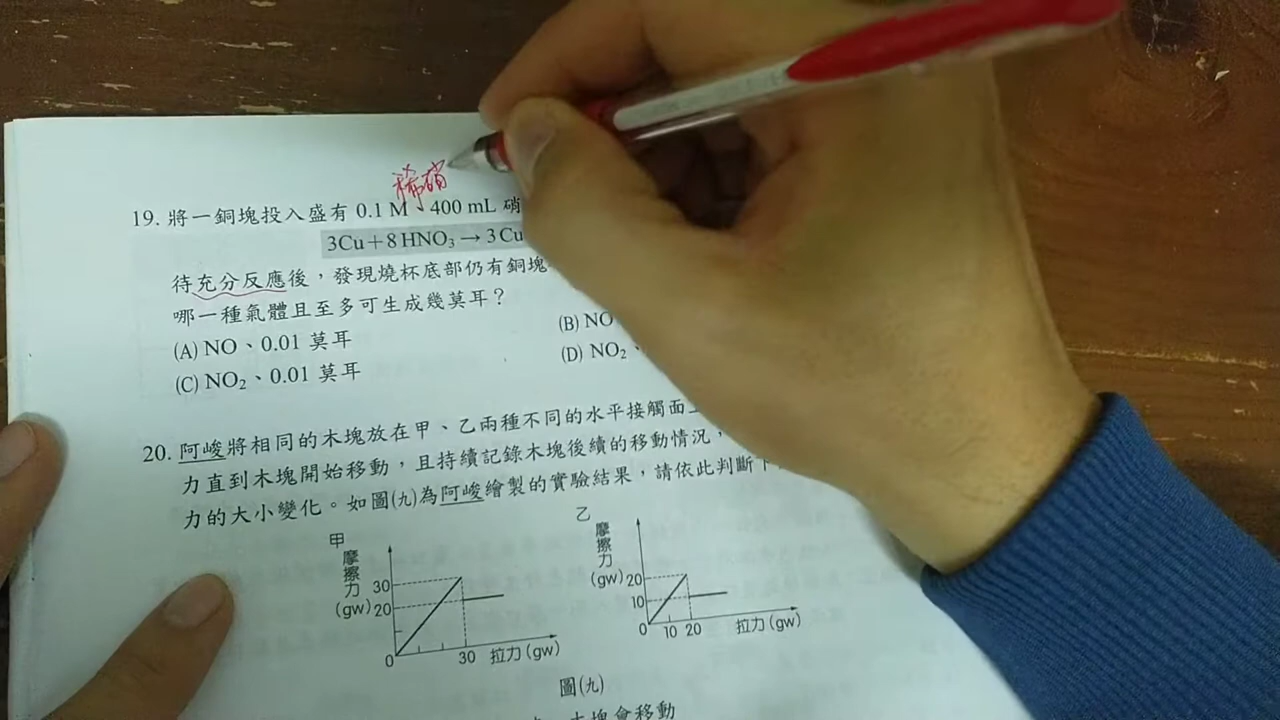 稀硝
19. 將一銅塊投入盛有 0.1 M、400 mL 硝
3Cu＋8HNO₃→3Cu
待充分反應後，發現燒杯底部仍有銅塊
哪一種氣體且至多可生成幾莫耳？
(A) NO、0.01 莫耳
(B) NO
(C) NO₂、0.01 莫耳
(D) NO₂、
20. 阿峻將相同的木塊放在甲、乙兩種不同的水平接觸面上
力直到木塊開始移動，且持續記錄木塊後續的移動情況，
力的大小變化。如圖(九)為阿峻繪製的實驗結果，請依此判斷下
甲
摩擦力
(gw)
30
20
0
30
拉力(gw)
乙
摩擦力
(gw)
20
10
0
10
20
拉力(gw)
圖(九)
木塊會移動